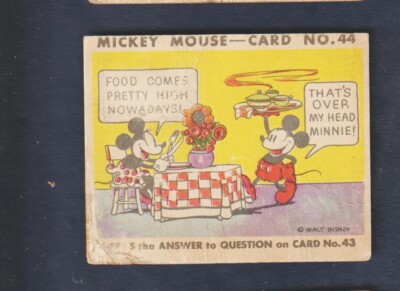 MICKEY MOUSE—CARD NO. 44
FOOD COMES
PRETTY HIGH
NOWADAYS!
THAT'S
OVER
MY HEAD
MINNIE!
© WALT DISNEY
the ANSWER to QUESTION on CARD No. 43